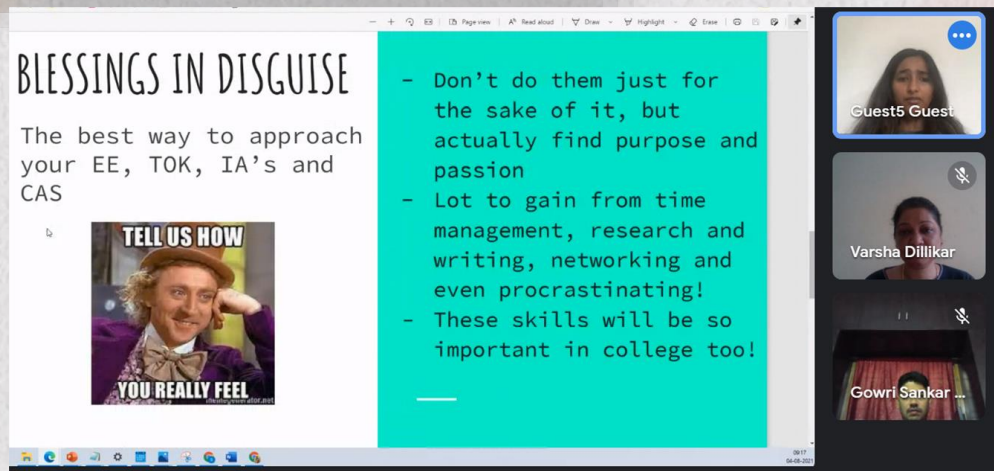 Page view
Read aloud
Draw
Highlight
Erase
BLESSINGS IN DISGUISE
The best way to approach
your EE, TOK, IA’s and
CAS
TELL US HOW
YOU REALLY FEEL
- Don’t do them just for
the sake of it, but
actually find purpose and
passion
- Lot to gain from time
management, research and
writing, networking and
even procrastinating!
- These skills will be so
important in college too!
Guest5 Guest
Varsha Dillikar
Gowri Sankar ...
09:17
04-08-2021